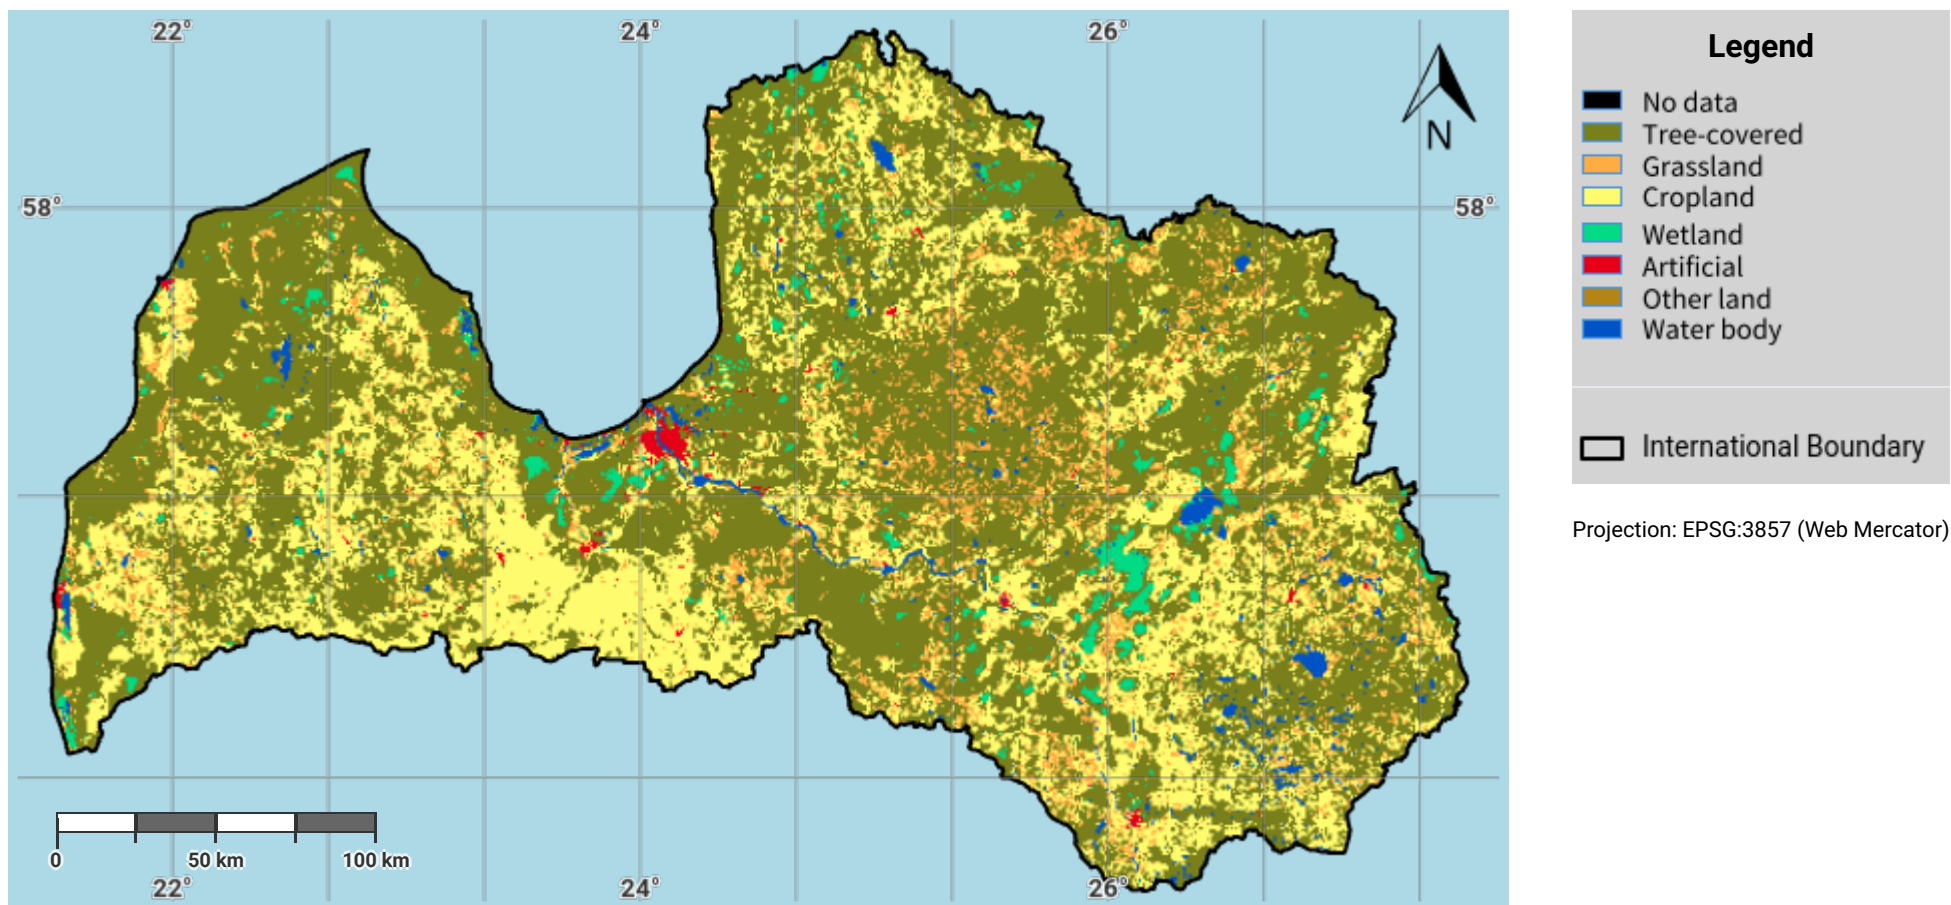 22° 24° 26°
N
58° 58°
0 50 km 100 km
22° 24° 26°
Legend
No data
Tree-covered
Grassland
Cropland
Wetland
Artificial
Other land
Water body
International Boundary
Projection: EPSG:3857 (Web Mercator)